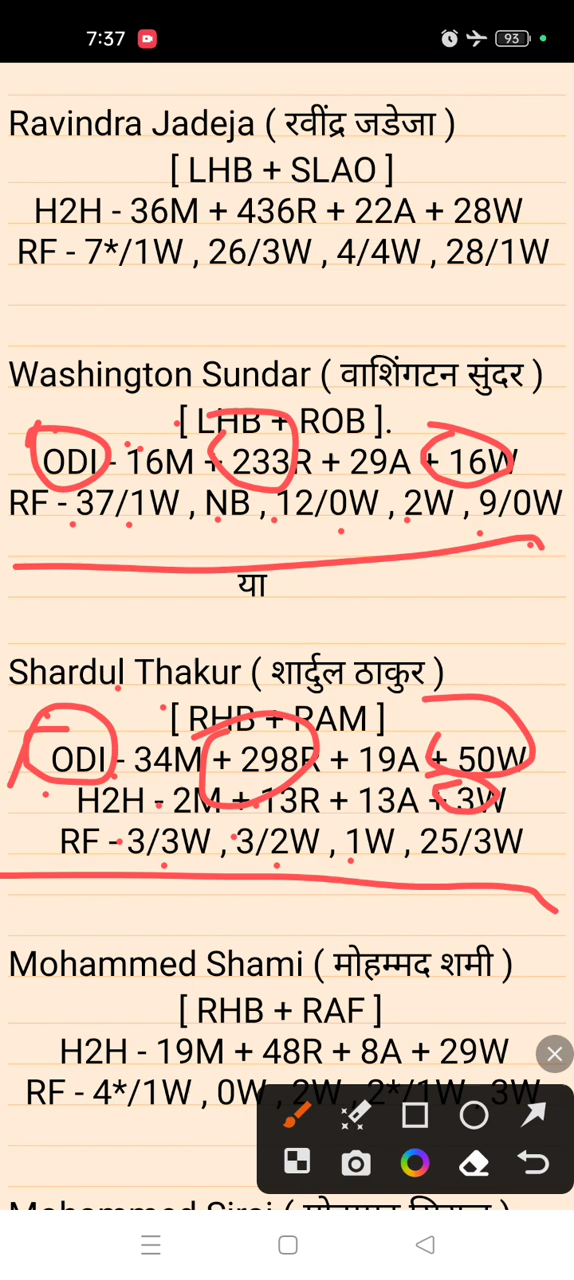 7:37
93
Ravindra Jadeja ( रवींद्र जडेजा )
[ LHB + SLAO ]
H2H - 36M + 436R + 22A + 28W
RF - 7*/1W , 26/3W , 4/4W , 28/1W
Washington Sundar ( वाशिंगटन सुंदर )
[ LHB + ROB ].
ODI - 16M + 233R + 29A + 16W
RF - 37/1W , NB , 12/0W , 2W , 9/0W
या
Shardul Thakur ( शार्दुल ठाकुर )
[ RHB + RAM ]
ODI - 34M + 298R + 19A + 50W
H2H - 2M + 13R + 13A + 3W
RF - 3/3W , 3/2W , 1W , 25/3W
Mohammed Shami ( मोहम्मद शमी )
[ RHB + RAF ]
H2H - 19M + 48R + 8A + 29W
RF - 4*/1W , 0W , 2W , 2*/1W , 3W